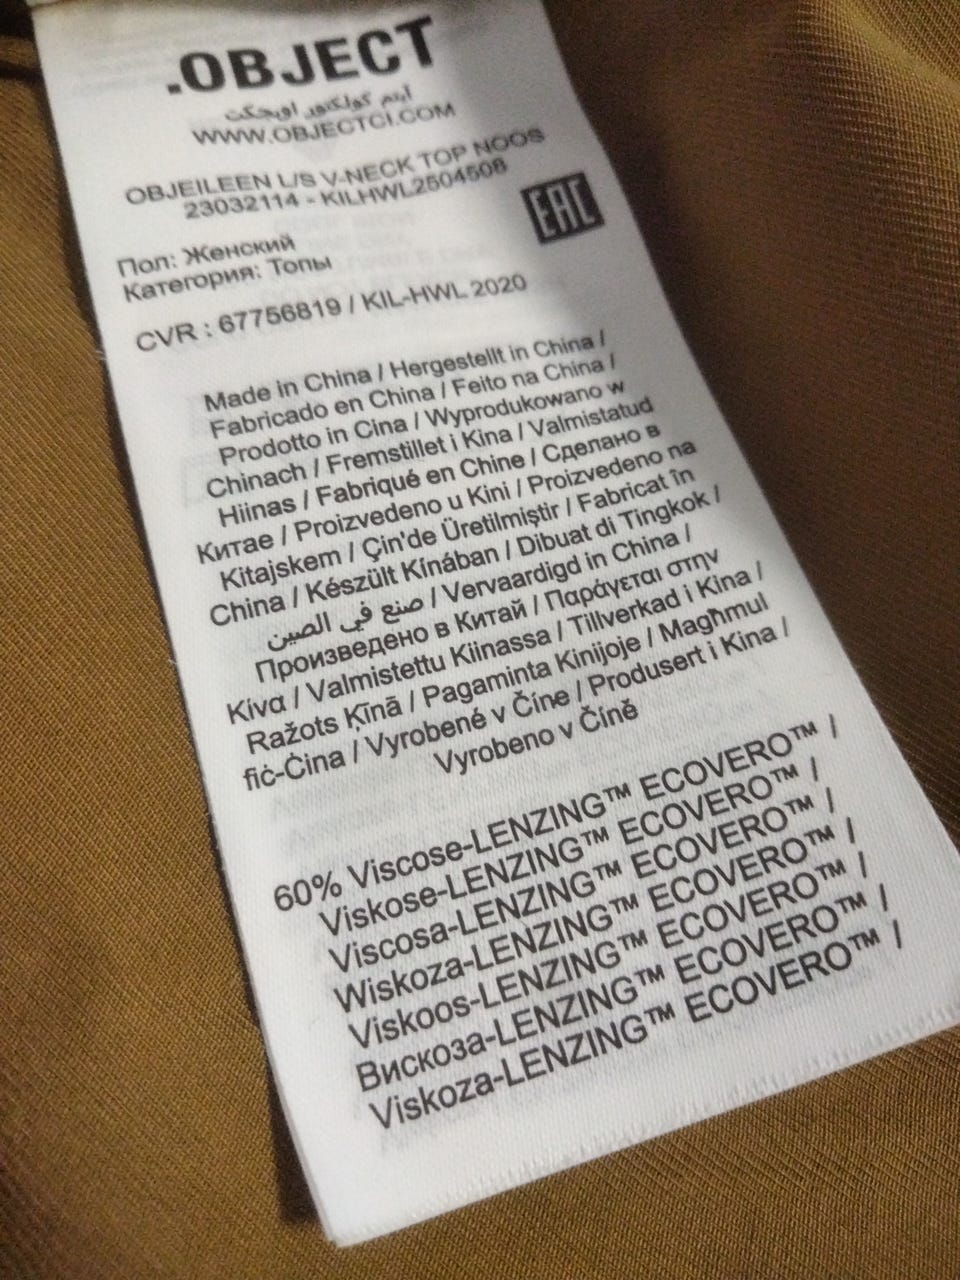 .OBJECT
آیتم کولکتور اوبجکت
WWW.OBJECTCI.COM
OBJEILEEN L/S V-NECK TOP NOOS
23032114 - KILHWL2504508
EAC
Пол: Женский
Категория: Топы
CVR : 67756819 / KIL-HWL 2020
Made in China / Hergestellt in China /
Fabricado en China / Feito na China /
Prodotto in Cina / Wyprodukowano w
Chinach / Fremstillet i Kina / Valmistatud
Hiinas / Fabriqué en Chine / Сделано в
Китае / Proizvedeno u Kini / Proizvedeno na
Kitajskem / Çin'de Üretilmiştir / Fabricat în
China / Készült Kínában / Dibuat di Tingkok /
صنع في الصين / Vervaardigd in China /
Произведено в Китай / Παράγεται στην
Κίνα / Valmistettu Kiinassa / Tillverkad i Kina /
Ražots Ķīnā / Pagaminta Kinijoje / Magħmul
fiċ-Ċina / Vyrobené v Číne / Produsert i Kina /
Vyrobeno v Číně
60% Viscose-LENZING™ ECOVERO™ /
Viskose-LENZING™ ECOVERO™ /
Viscosa-LENZING™ ECOVERO™ /
Wiskoza-LENZING™ ECOVERO™ /
Viskoos-LENZING™ ECOVERO™ /
Вискоза-LENZING™ ECOVERO™ /
Viskoza-LENZING™ ECOVERO™ /